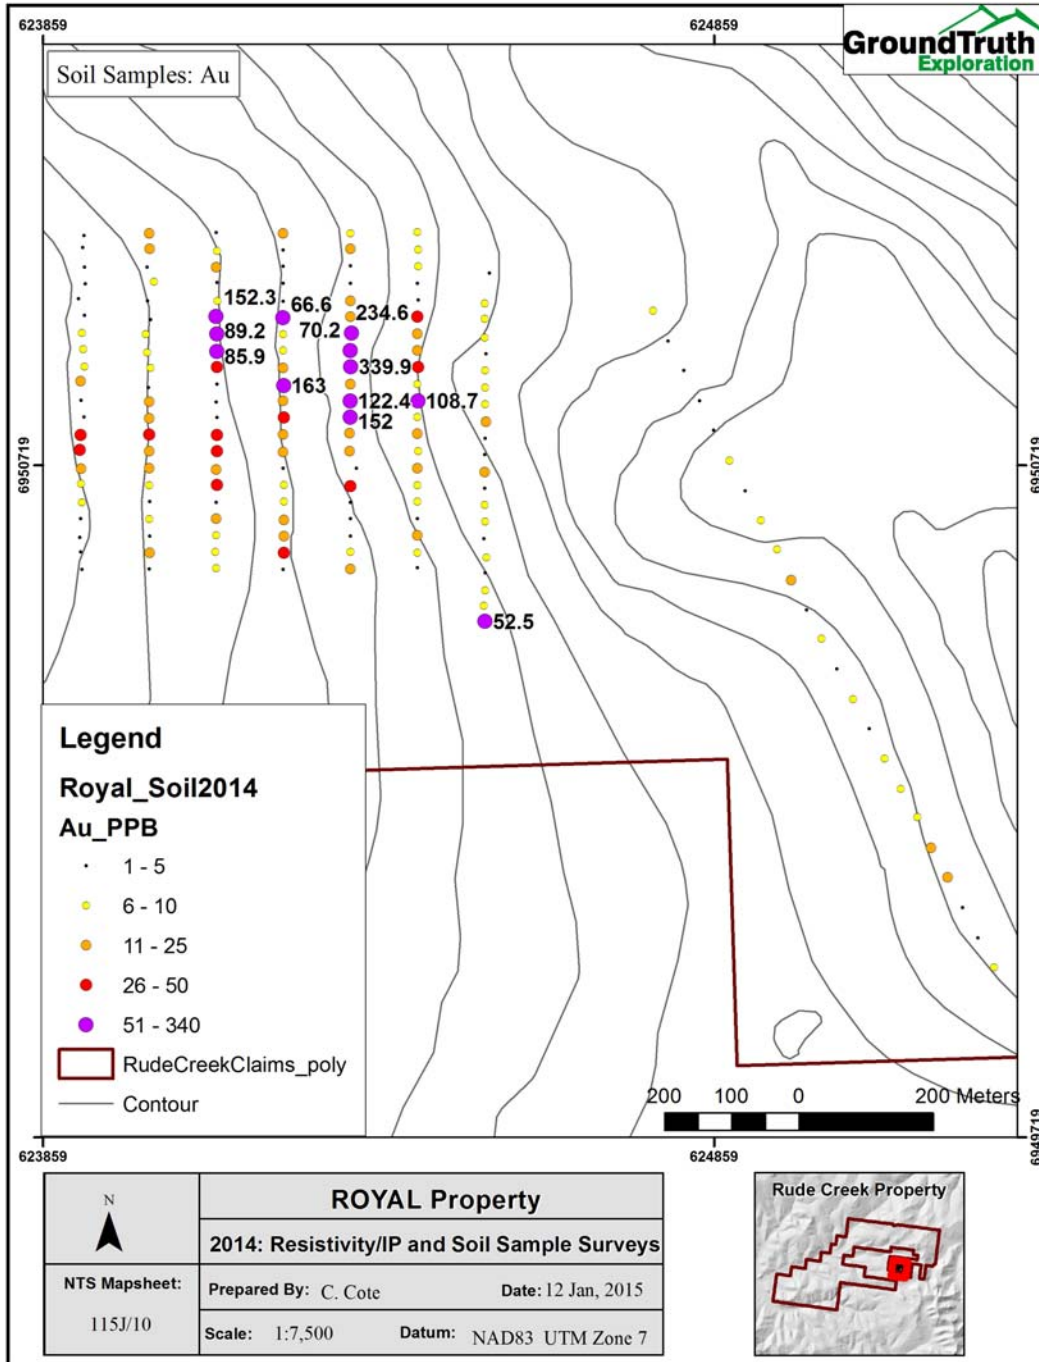 623859
624859
GroundTruth
Exploration
Soil Samples: Au
152.3
66.6
234.6
89.2
70.2
85.9
339.9
163
122.4
108.7
152
6950719
6950719
52.5
Legend
Royal_Soil2014
Au_PPB
1 - 5
6 - 10
11 - 25
26 - 50
51 - 340
RudeCreekClaims_poly
Contour
200 100 0 200 Meters
623859
624859
6949719
N
ROYAL Property
2014: Resistivity/IP and Soil Sample Surveys
NTS Mapsheet:
115J/10
Prepared By: C. Cote Date: 12 Jan, 2015
Scale: 1:7,500 Datum: NAD83 UTM Zone 7
Rude Creek Property